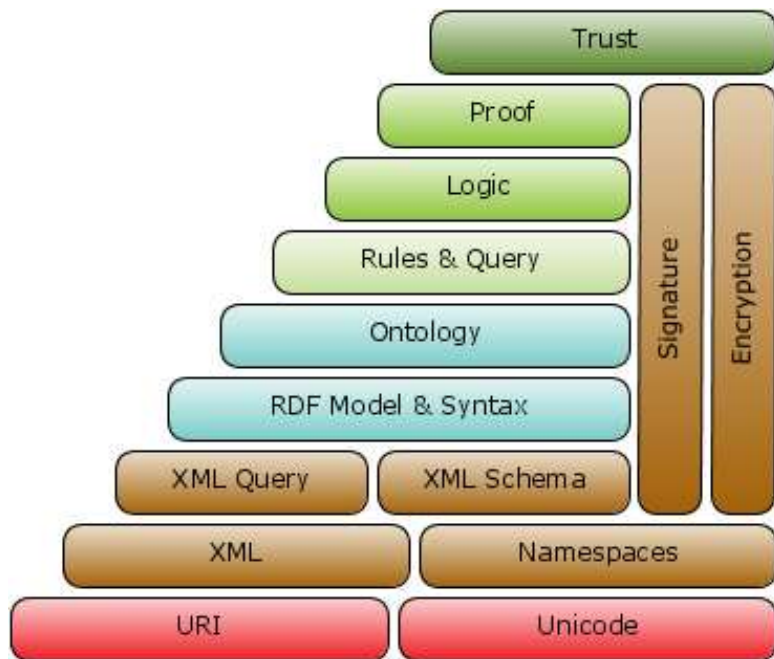 Trust
Proof
Logic
Rules & Query
Ontology
RDF Model & Syntax
XML Query
XML Schema
Signature
Encryption
XML
Namespaces
URI
Unicode